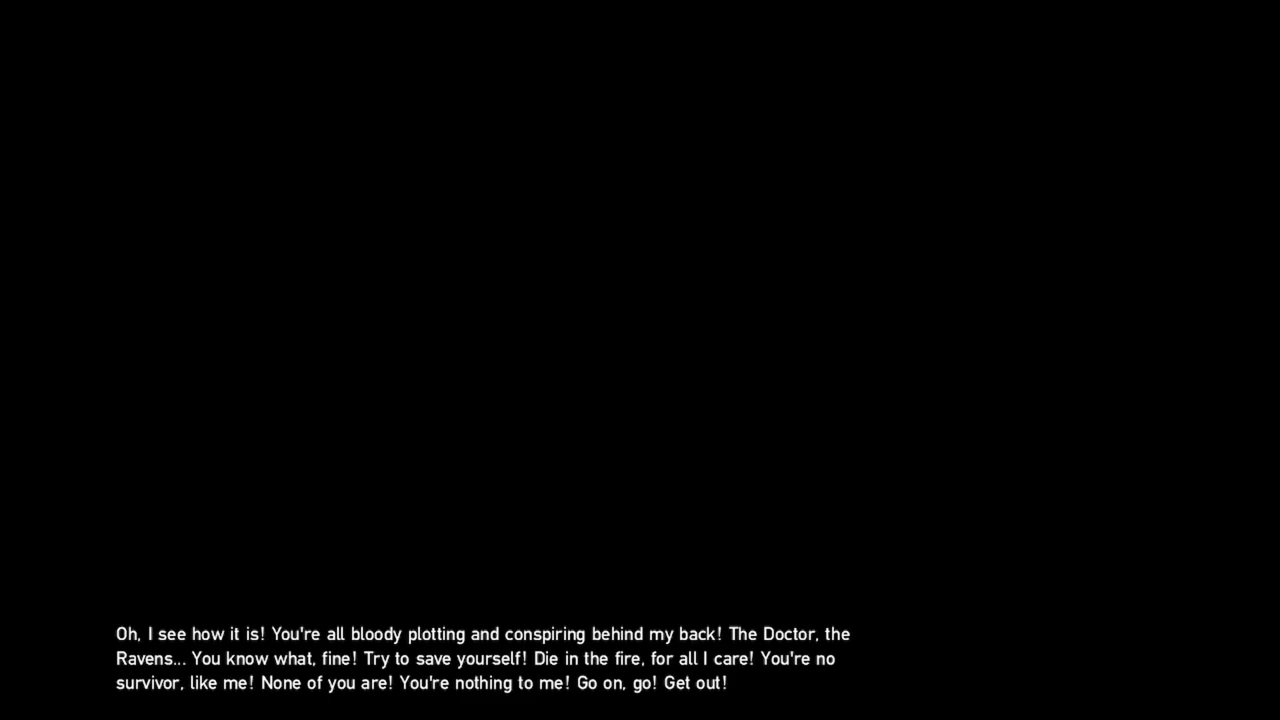 Oh, I see how it is! You're all bloody plotting and conspiring behind my back! The Doctor, the
Ravens... You know what, fine! Try to save yourself! Die in the fire, for all I care! You're no
survivor, like me! None of you are! You're nothing to me! Go on, go! Get out!